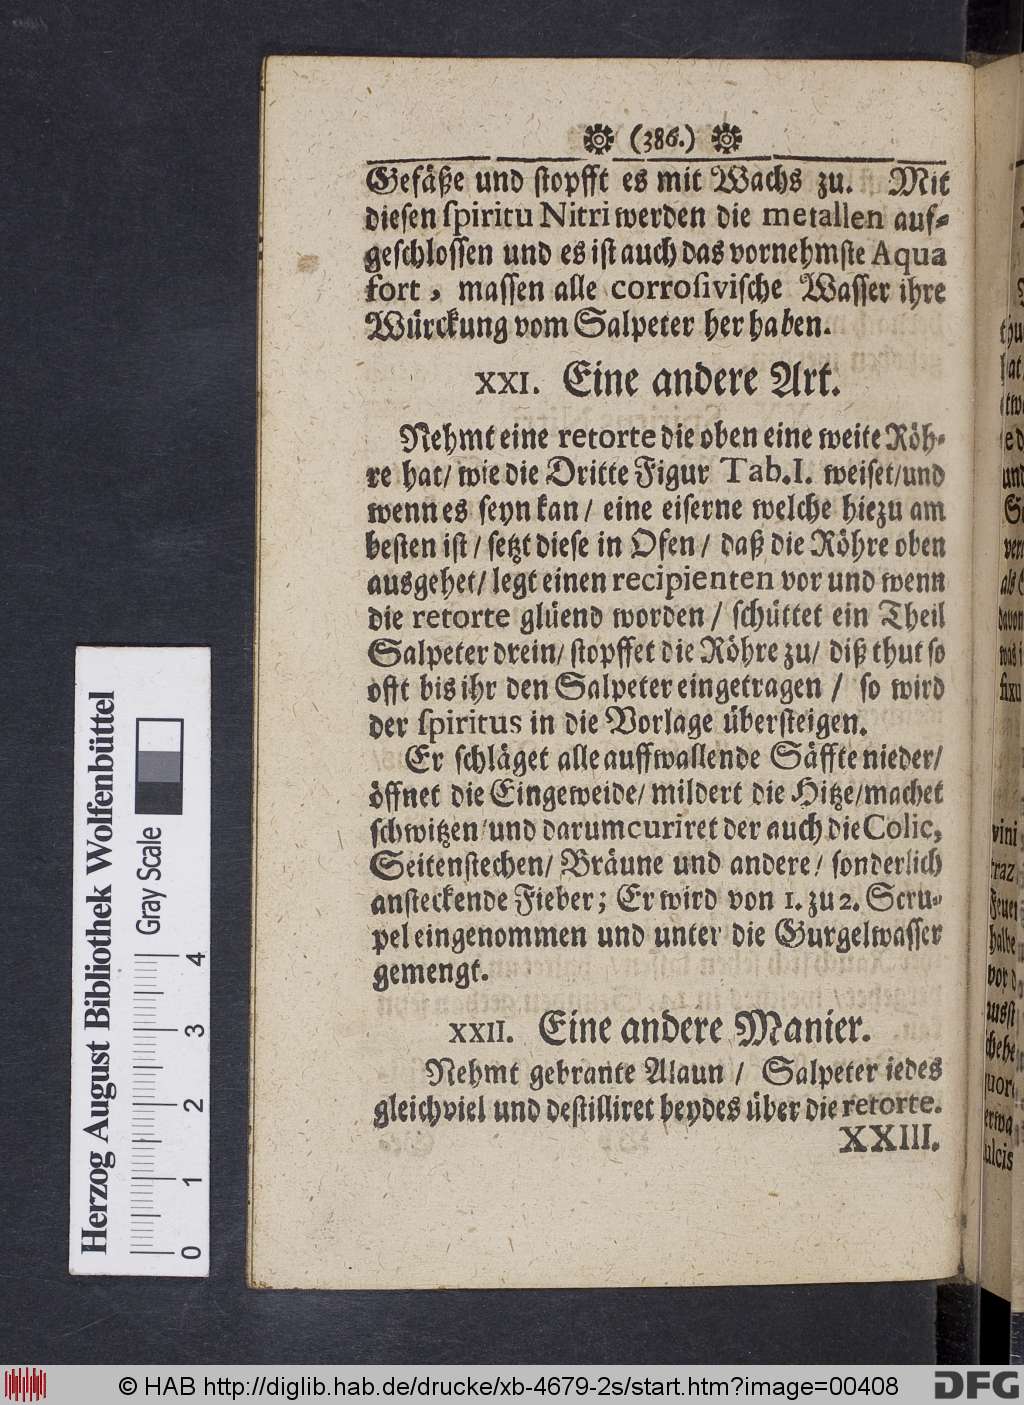 (386.)
Gefäße und stopfft es mit Wachs zu. Mit
diesen spiritu Nitri werden die metallen auf-
geschlossen und es ist auch das vornehmste Aqua
fort, massen alle corrosivische Wasser ihre
Würckung vom Salpeter her haben.
XXI. Eine andere Art.
Nehmt eine retorte die oben eine weite Röh-
re hat/ wie die Dritte Figur Tab.I. weiset/und
wenn es seyn kan/ eine eiserne welche hiezu am
besten ist/ setzt diese in Ofen/ daß die Röhre oben
ausgehet/ legt einen recipienten vor und wenn
die retorte glüend worden/ schüttet ein Theil
Salpeter drein/ stopffet die Röhre zu/ diß thut so
offt bis ihr den Salpeter eingetragen/ so wird
der spiritus in die Vorlage übersteigen.
Er schläget alle auffwallende Säffte nieder/
öffnet die Eingeweide/ mildert die Hitze/machet
schwitzen/und darum curiret der auch die Colic,
Seitenstechen/ Bräune und andere/ sonderlich
ansteckende Fieber; Er wird von 1. zu 2. Scru-
pel eingenommen und unter die Gurgelwasser
gemengt.
XXII. Eine andere Manier.
Nehmt gebrante Alaun/ Salpeter iedes
gleichviel und destilliret beydes über die retorte.
XXIII.
Herzog August Bibliothek Wolfenbüttel
Gray Scale
0 1 2 3 4
© HAB http://diglib.hab.de/drucke/xb-4679-2s/start.htm?image=00408
DFG